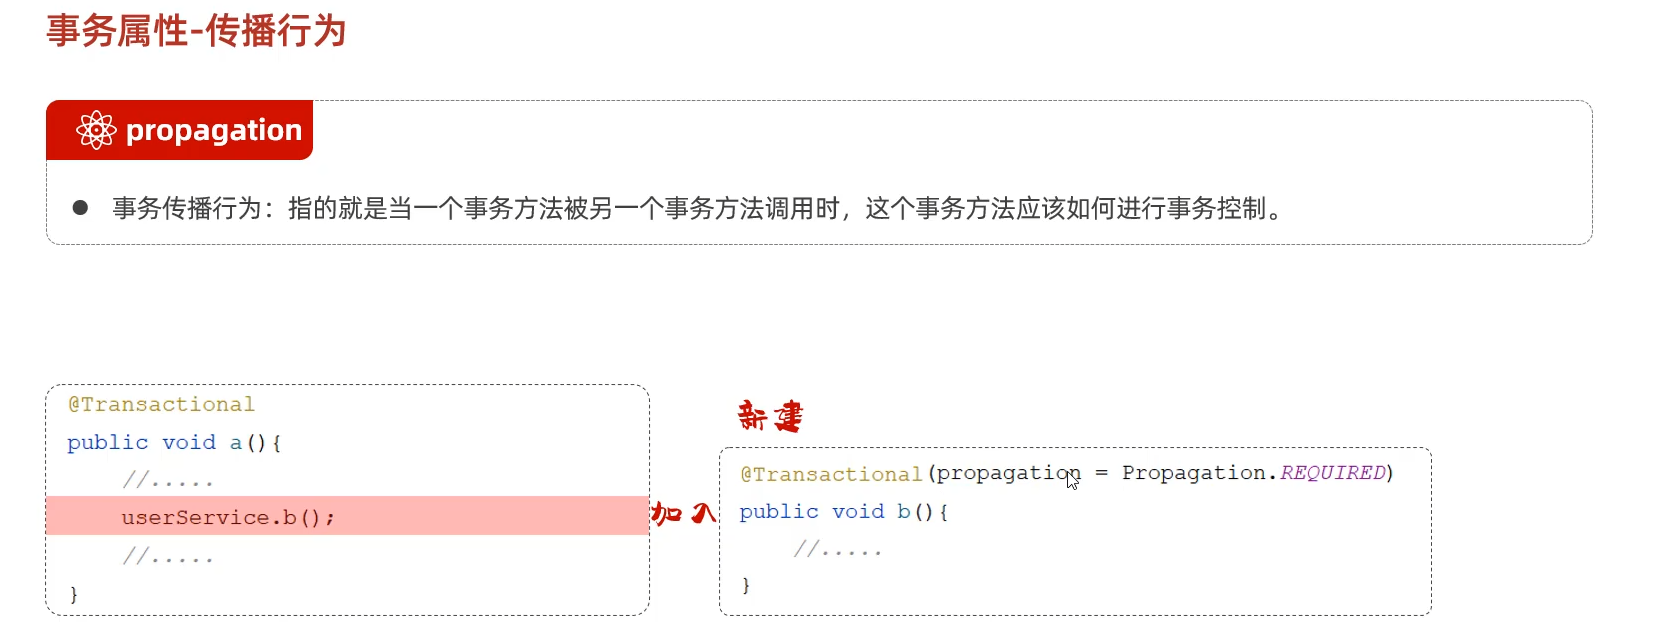 事务属性-传播行为
propagation
● 事务传播行为：指的就是当一个事务方法被另一个事务方法调用时，这个事务方法应该如何进行事务控制。
@Transactional
public void a(){
//.....
userService.b();
//.....
}
加入
新建
@Transactional(propagation = Propagation.REQUIRED)
public void b(){
//.....
}